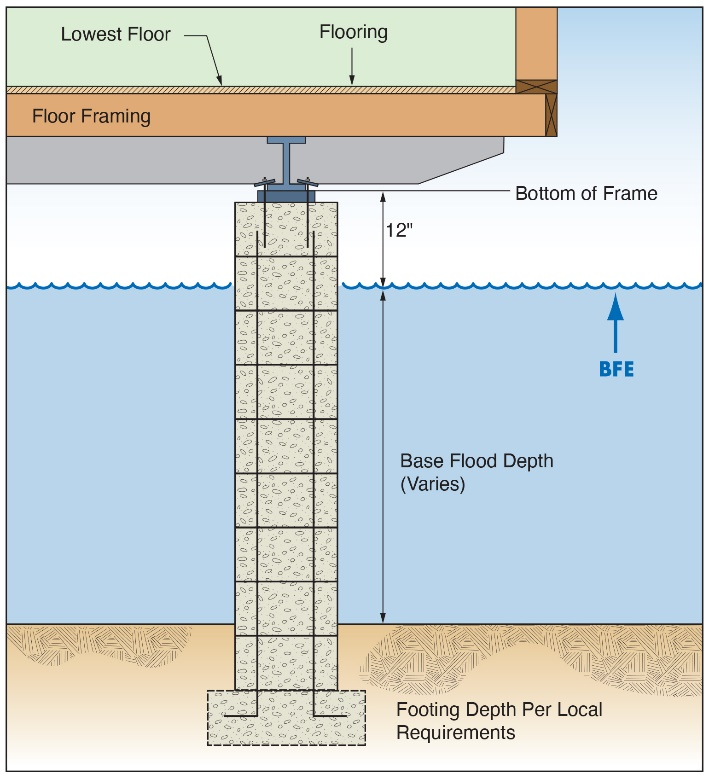 Lowest Floor
Flooring
Floor Framing
Bottom of Frame
12"
BFE
Base Flood Depth
(Varies)
Footing Depth Per Local
Requirements